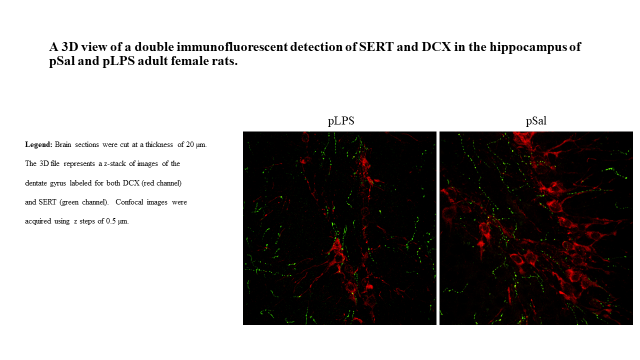 A 3D view of a double immunofluorescent detection of SERT and DCX in the hippocampus of
pSal and pLPS adult female rats.
pLPS
pSal
Legend: Brain sections were cut at a thickness of 20 μm.
The 3D file represents a z-stack of images of the
dentate gyrus labeled for both DCX (red channel)
and SERT (green channel). Confocal images were
acquired using z steps of 0.5 μm.